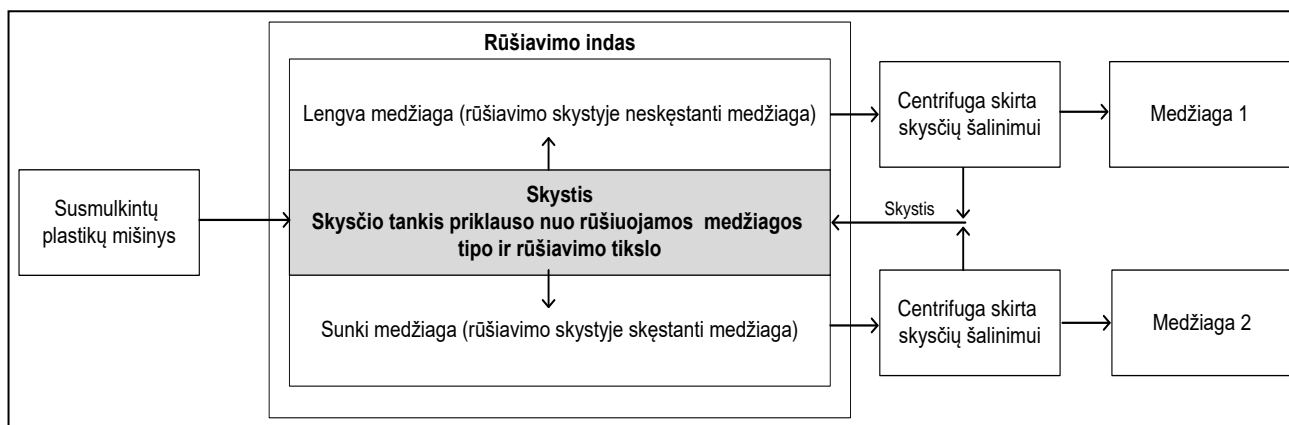 Rūšiavimo indas
Lengva medžiaga (rūšiavimo skystyje neskęstanti medžiaga)
Centrifuga skirta
skysčių šalinimui
Medžiaga 1
Susmulkintų
plastikų mišinys
Skystis
Skysčio tankis priklauso nuo rūšiuojamos medžiagos
tipo ir rūšiavimo tikslo
Skystis
Sunki medžiaga (rūšiavimo skystyje skęstanti medžiaga)
Centrifuga skirta
skysčių šalinimui
Medžiaga 2